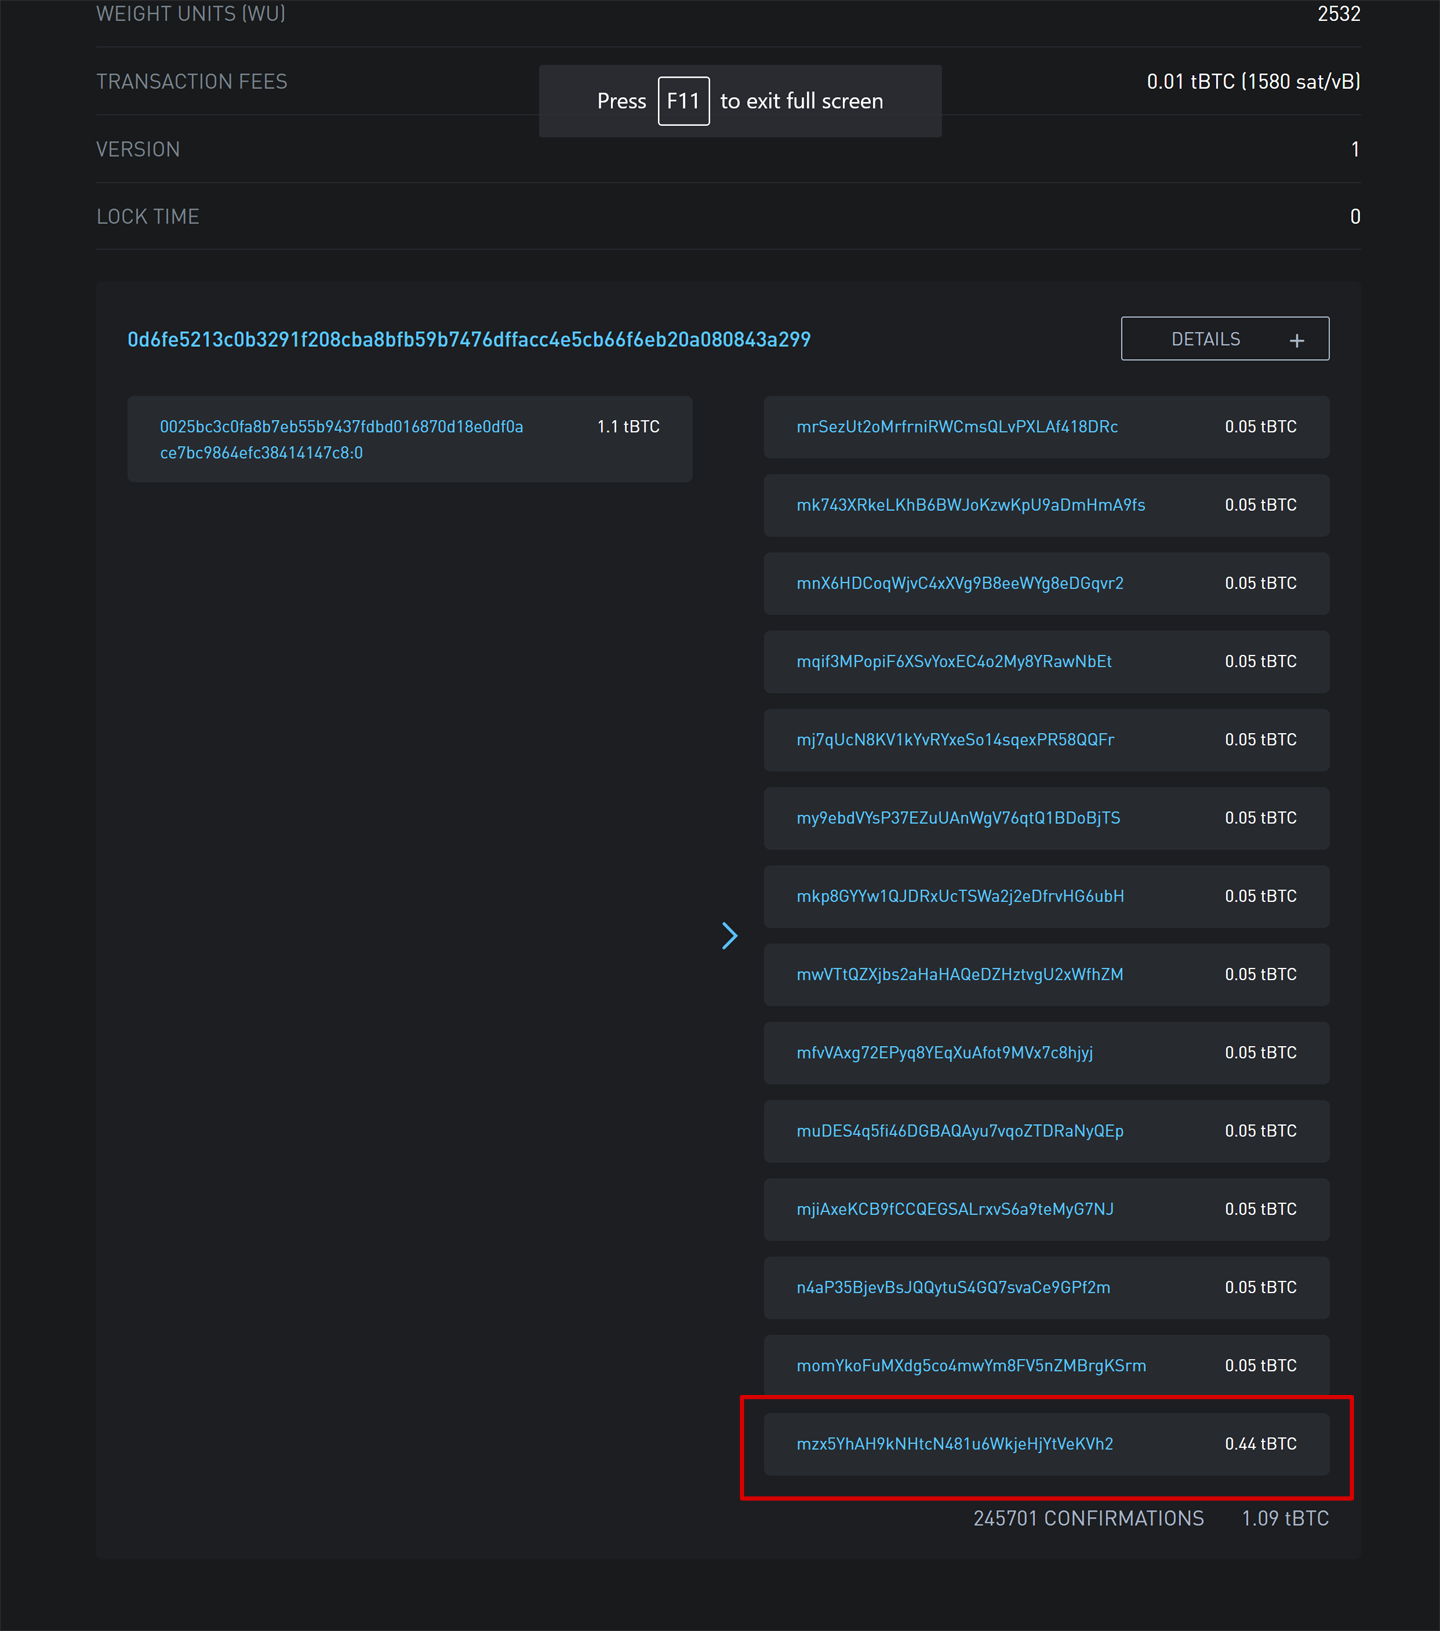 WEIGHT UNITS (WU) 2532
TRANSACTION FEES 0.01 tBTC (1580 sat/vB)
Press F11 to exit full screen
VERSION 1
LOCK TIME 0
0d6fe5213c0b3291f208cba8bfb59b7476dffacc4e5cb66f6eb20a080843a299 DETAILS +
0025bc3c0fa8b7eb55b9437fdbd016870d18e0df0a 1.1 tBTC
ce7bc9864efc38414147c8:0
mrSezUt2oMrfrniRWCmsQLvPXLAf418DRc 0.05 tBTC
mk743XRkeLKhB6BWJoKzwKpU9aDmHmA9fs 0.05 tBTC
mnX6HDCoqWjvC4xXVg9B8eeWYg8eDGqvr2 0.05 tBTC
mqif3MPopiF6XSvYoxEC4o2My8YRawNbEt 0.05 tBTC
mj7qUcN8KV1kYvRYxeSo14sqexPR58QQFr 0.05 tBTC
my9ebdVYsP37EZuUAnWgV76qtQ1BDoBjTS 0.05 tBTC
mkp8GYYw1QJDRxUcTSWa2j2eDfrvHG6ubH 0.05 tBTC
mwVTtQZXjbs2aHaHAQeDZHztvgU2xWfhZM 0.05 tBTC
mfvVAxg72EPyq8YEqXuAfot9MVx7c8hjyj 0.05 tBTC
muDES4q5fi46DGBAQAyu7vqoZTDRaNyQEp 0.05 tBTC
mjiAxeKCB9fCCQEGSALrxvS6a9teMyG7NJ 0.05 tBTC
n4aP35BjevBsJQQytuS4GQ7svaCe9GPf2m 0.05 tBTC
momYkoFuMXdg5co4mwYm8FV5nZMBrgKSrm 0.05 tBTC
mzx5YhAH9kNHtcN481u6WkjeHjYtVeKVh2 0.44 tBTC
245701 CONFIRMATIONS 1.09 tBTC